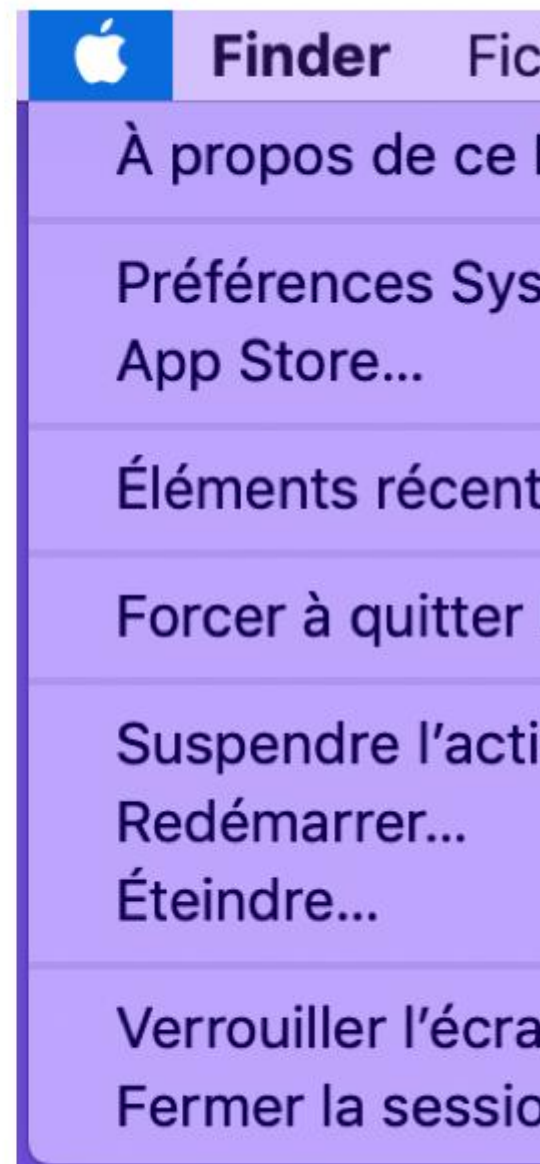 Finder Fic
À propos de ce
Préférences Sys
App Store...
Éléments récent
Forcer à quitter
Suspendre l’acti
Redémarrer...
Éteindre...
Verrouiller l’écra
Fermer la sessio